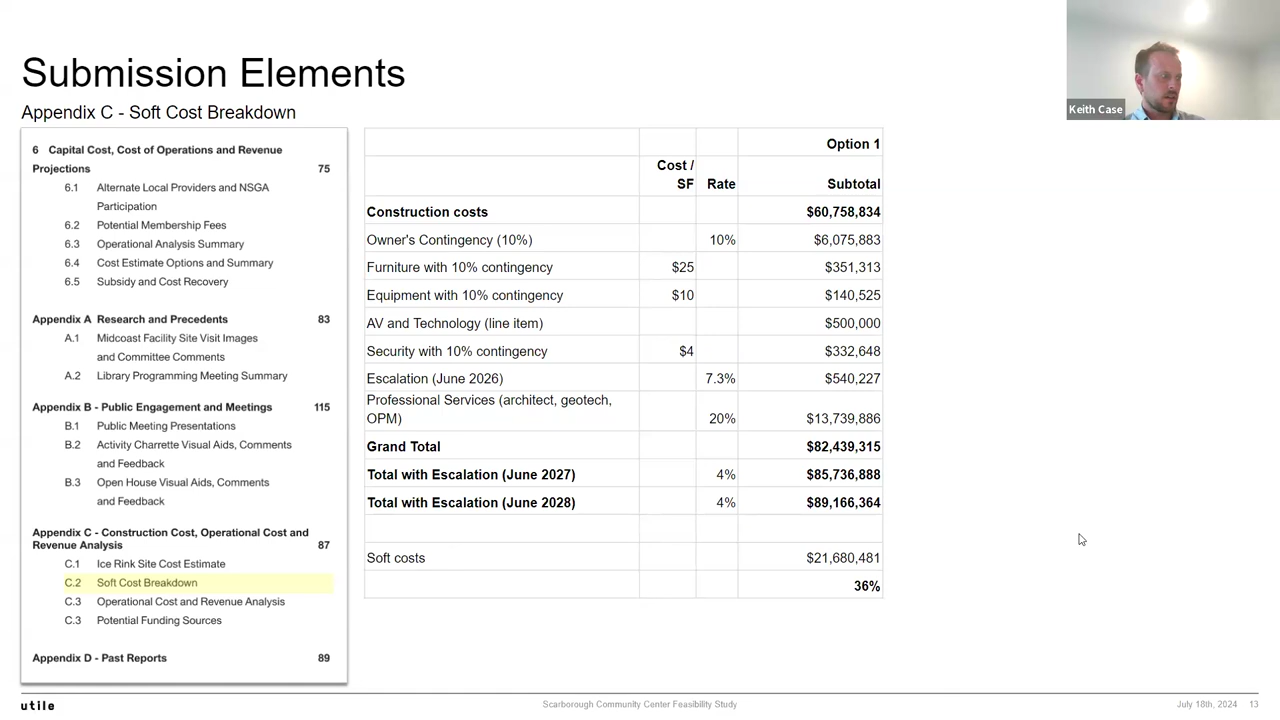 Submission Elements
Appendix C - Soft Cost Breakdown
6 Capital Cost, Cost of Operations and Revenue
Projections 75
6.1 Alternate Local Providers and NSGA
Participation
6.2 Potential Membership Fees
6.3 Operational Analysis Summary
6.4 Cost Estimate Options and Summary
6.5 Subsidy and Cost Recovery
Appendix A Research and Precedents 83
A.1 Midcoast Facility Site Visit Images
and Committee Comments
A.2 Library Programming Meeting Summary
Appendix B - Public Engagement and Meetings 115
B.1 Public Meeting Presentations
B.2 Activity Charrette Visual Aids, Comments
and Feedback
B.3 Open House Visual Aids, Comments
and Feedback
Appendix C - Construction Cost, Operational Cost and
Revenue Analysis 87
C.1 Ice Rink Site Cost Estimate
C.2 Soft Cost Breakdown
C.3 Operational Cost and Revenue Analysis
C.3 Potential Funding Sources
Appendix D - Past Reports 89
Option 1
Cost /
SF Rate Subtotal
Construction costs $60,758,834
Owner's Contingency (10%) 10% $6,075,883
Furniture with 10% contingency $25 $351,313
Equipment with 10% contingency $10 $140,525
AV and Technology (line item) $500,000
Security with 10% contingency $4 $332,648
Escalation (June 2026) 7.3% $540,227
Professional Services (architect, geotech,
OPM) 20% $13,739,886
Grand Total $82,439,315
Total with Escalation (June 2027) 4% $85,736,888
Total with Escalation (June 2028) 4% $89,166,364
Soft costs $21,680,481
36%
Keith Case
utile
Scarborough Community Center Feasibility Study
July 18th, 2024 13